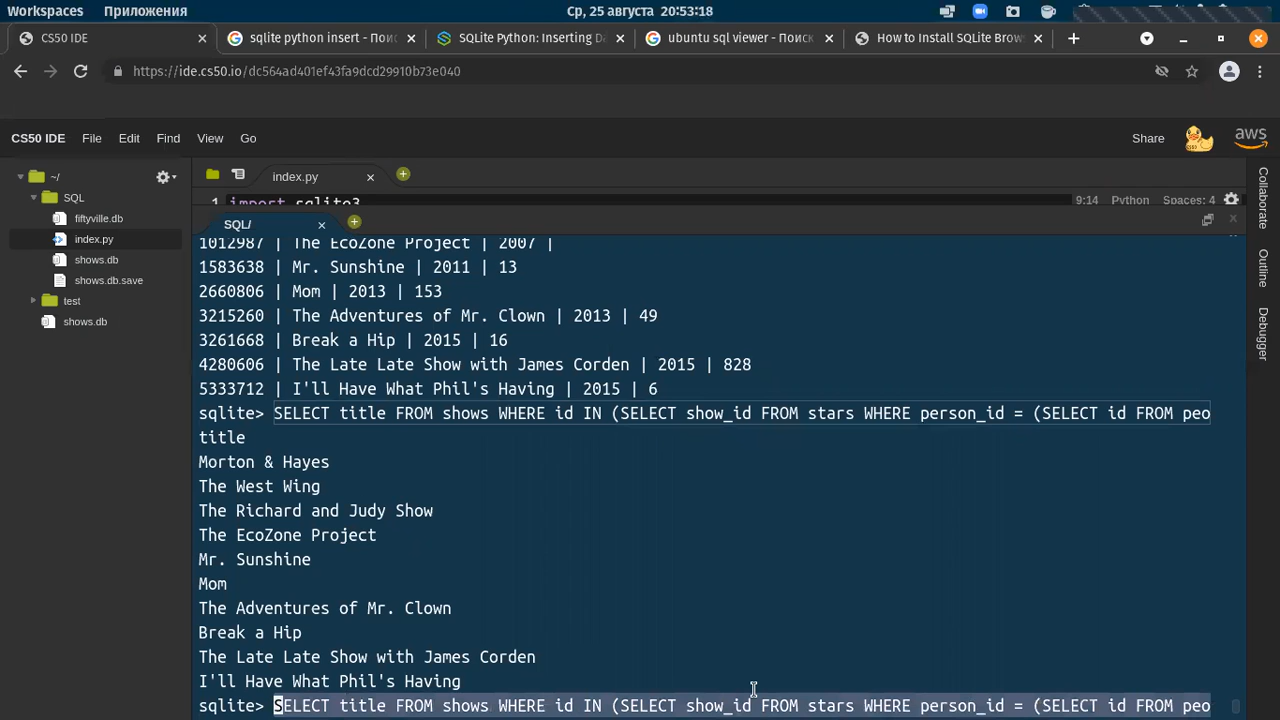 Workspaces Приложения Ср, 25 августа 20:53:18
CS50 IDE sqlite python insert - Пои SQLite Python: Inserting Da ubuntu sql viewer - Поиск How to Install SQLite Brow
https://ide.cs50.io/dc564ad401ef43fa9dcd29910b73e040
CS50 IDE File Edit Find View Go Share aws
~/
SQL
fiftyville.db
index.py
shows.db
shows.db.save
test
shows.db
index.py
1 import sqlite3
9:14 Python Spaces: 4
SQL/
1012987 | The EcoZone Project | 2007 |
1583638 | Mr. Sunshine | 2011 | 13
2660806 | Mom | 2013 | 153
3215260 | The Adventures of Mr. Clown | 2013 | 49
3261668 | Break a Hip | 2015 | 16
4280606 | The Late Late Show with James Corden | 2015 | 828
5333712 | I'll Have What Phil's Having | 2015 | 6
sqlite> SELECT title FROM shows WHERE id IN (SELECT show_id FROM stars WHERE person_id = (SELECT id FROM peo
title
Morton & Hayes
The West Wing
The Richard and Judy Show
The EcoZone Project
Mr. Sunshine
Mom
The Adventures of Mr. Clown
Break a Hip
The Late Late Show with James Corden
I'll Have What Phil's Having
sqlite> SELECT title FROM shows WHERE id IN (SELECT show_id FROM stars WHERE person_id = (SELECT id FROM peo
Collaborate
Outline
Debugger